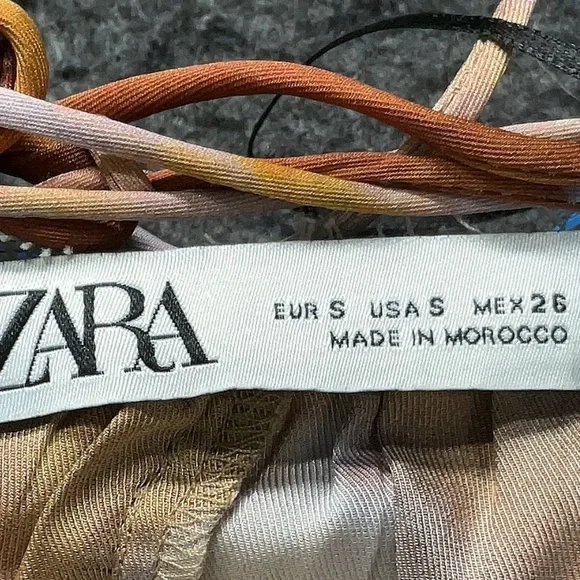 ZARA
EUR S USA S MEX 26
MADE IN MOROCCO